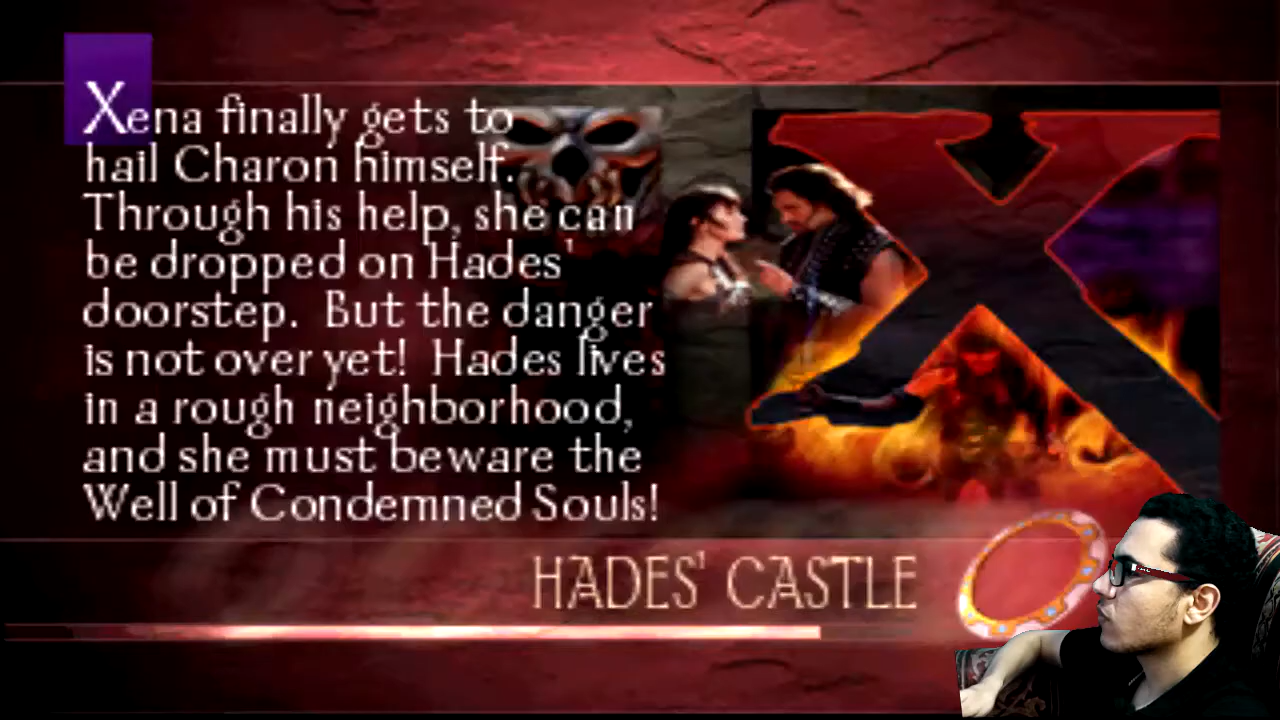 Xena finally gets to
hail Charon himself.
Through his help, she can
be dropped on Hades'
doorstep. But the danger
is not over yet! Hades lives
in a rough neighborhood,
and she must beware the
Well of Condemned Souls!
HADES' CASTLE